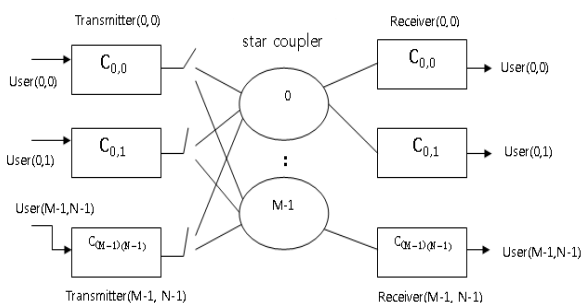 Transmitter(0,0)
Receiver(0,0)
star coupler
C0,0
User(0,0)
0
C0,0
User(0,0)
C0,1
User(0,1)
:
C0,1
User(0,1)
User(M-1,N-1)
M-1
C(M−1)(N−1)
C(M−1)(N−1)
User(M-1,N-1)
Transmitter(M-1, N-1)
Receiver(M-1, N-1)